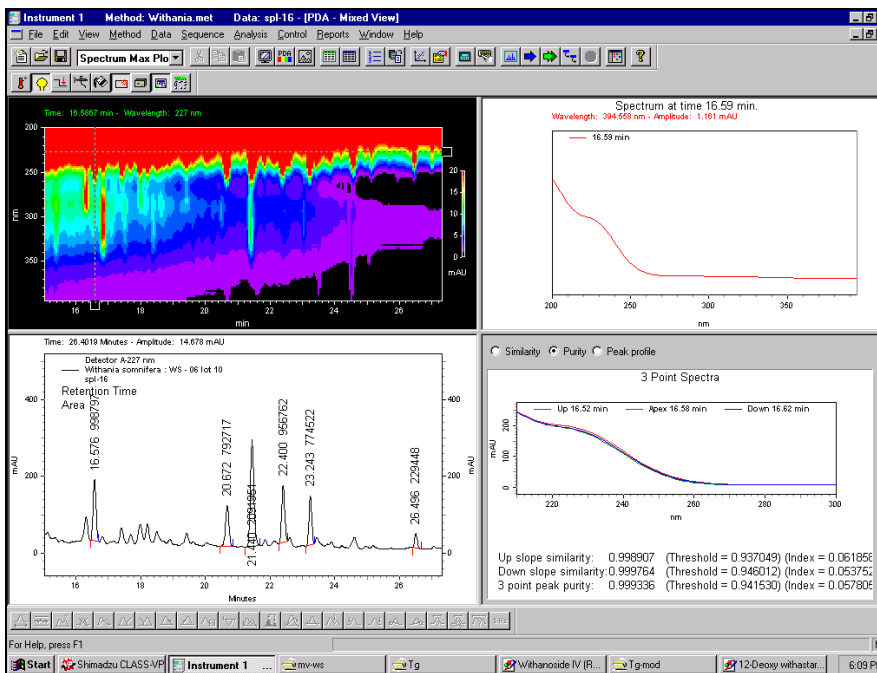 Instrument 1 Method: Withania.met Data: spl-16 - [PDA - Mixed View]
File Edit View Method Data Sequence Analysis Control Reports Window Help
Spectrum Max Plo
PDA
Time: 16.5867 min - Wavelength: 227 nm
200
250
300
350
nm
16 18 20 22 24 26
min
20
15
10
5
0
mAU
Spectrum at time 16.59 min.
Wavelength: 394.558 nm - Amplitude: 1.161 mAU
16.59 min
200 250 300 350
nm
Time: 26.4019 Minutes - Amplitude: 14.678 mAU
Detector A-227 nm
Withania somnifera : WS - 06 lot 10
spl-16
Retention Time
Area
400
200
0
mAU
16.576 998797
20.672 792717
21.440 2091951
22.400 956762
23.243 774522
26.496 229448
400
200
0
mAU
16 18 20 22 24 26
Minutes
Similarity Purity Peak profile
3 Point Spectra
Up 16.52 min Apex 16.58 min Down 16.62 min
200
100
0
mAU
220 240 260 280 300
nm
Up slope similarity: 0.998907 (Threshold = 0.937049) (Index = 0.061858
Down slope similarity: 0.999764 (Threshold = 0.946012) (Index = 0.053752
3 point peak purity: 0.999336 (Threshold = 0.941530) (Index = 0.057805
For Help, press F1
Start Shimadzu CLASS-VP Instrument 1 ... mv-ws Tg Withanoside IV (R... Tg-mod 12-Deoxy withastar... 6:09 P